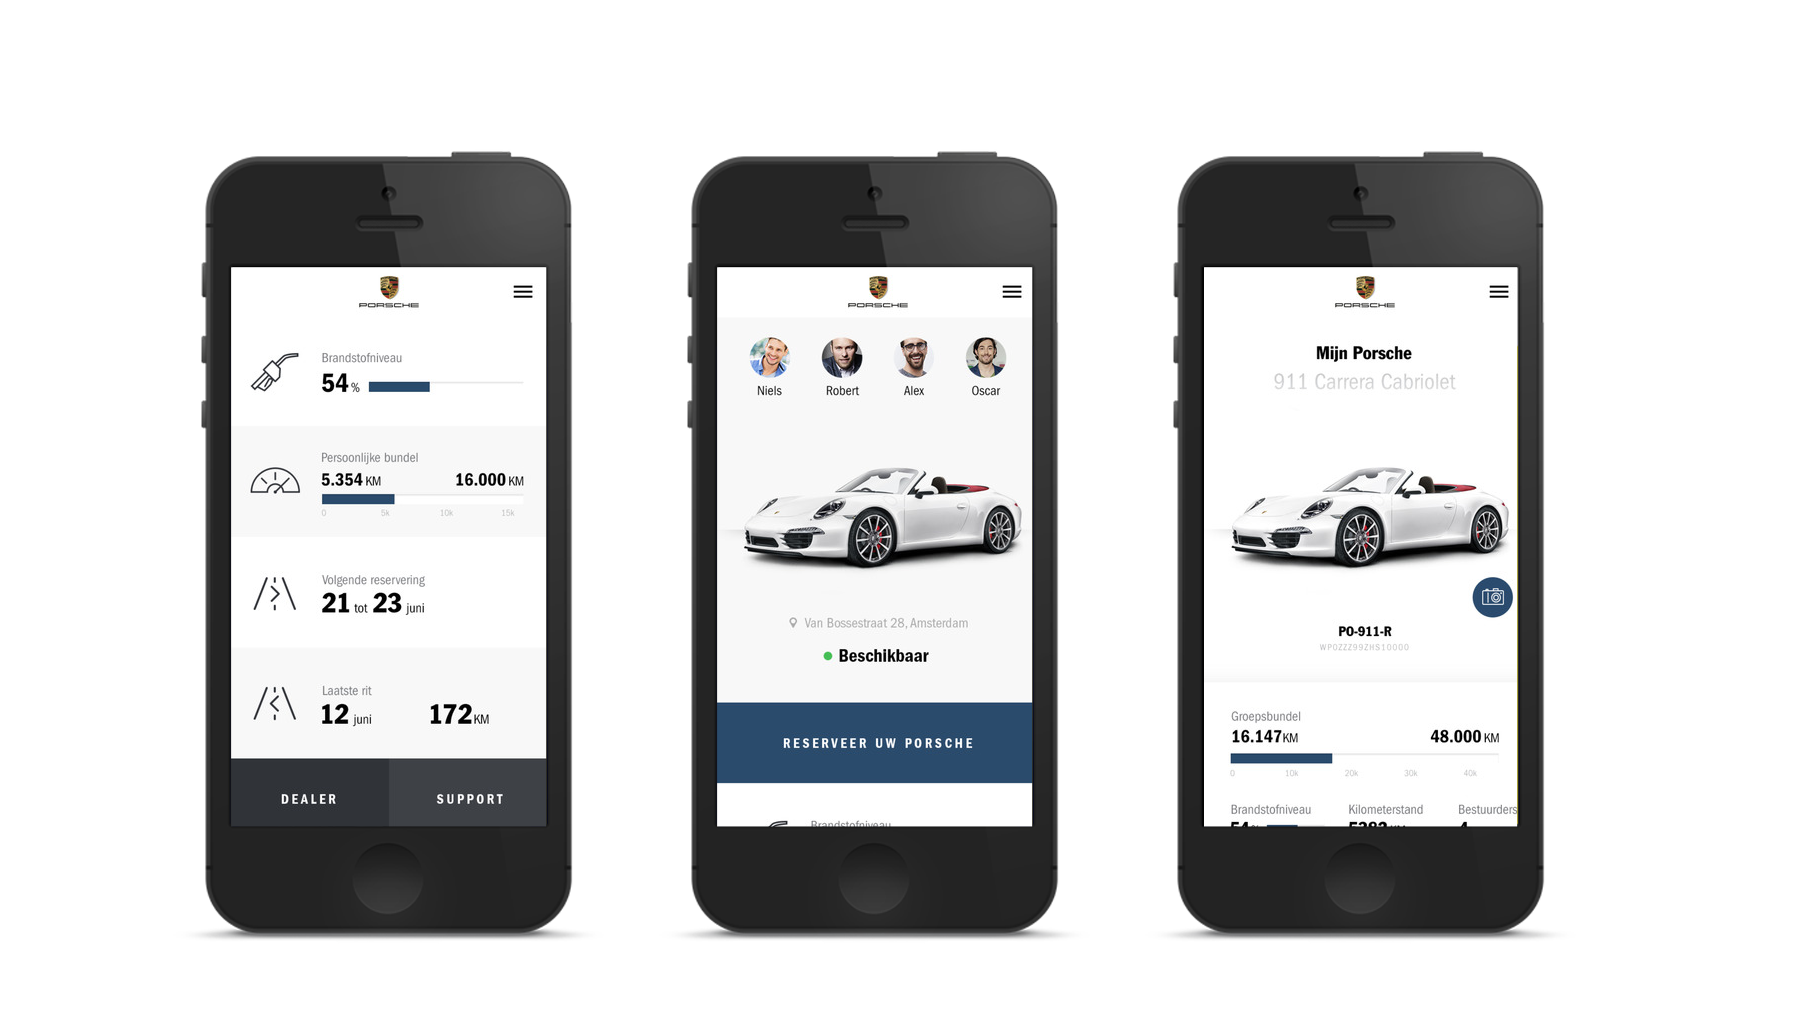 PORSCHE
Brandstofniveau
54 %
Persoonlijke bundel
5.354 KM 16.000 KM
0 5k 10k 15k
Volgende reservering
21 tot 23 juni
Laatste rit
12 juni 172 KM
DEALER SUPPORT
PORSCHE
Niels Robert Alex Oscar
Van Bossestraat 28, Amsterdam
Beschikbaar
RESERVEER UW PORSCHE
Brandstofniveau
PORSCHE
Mijn Porsche
911 Carrera Cabriolet
PO-911-R
WP0ZZZ99ZHS10000
Groepsbundel
16.147 KM 48.000 KM
0 10k 20k 30k 40k
Brandstofniveau Kilometerstand Bestuurders